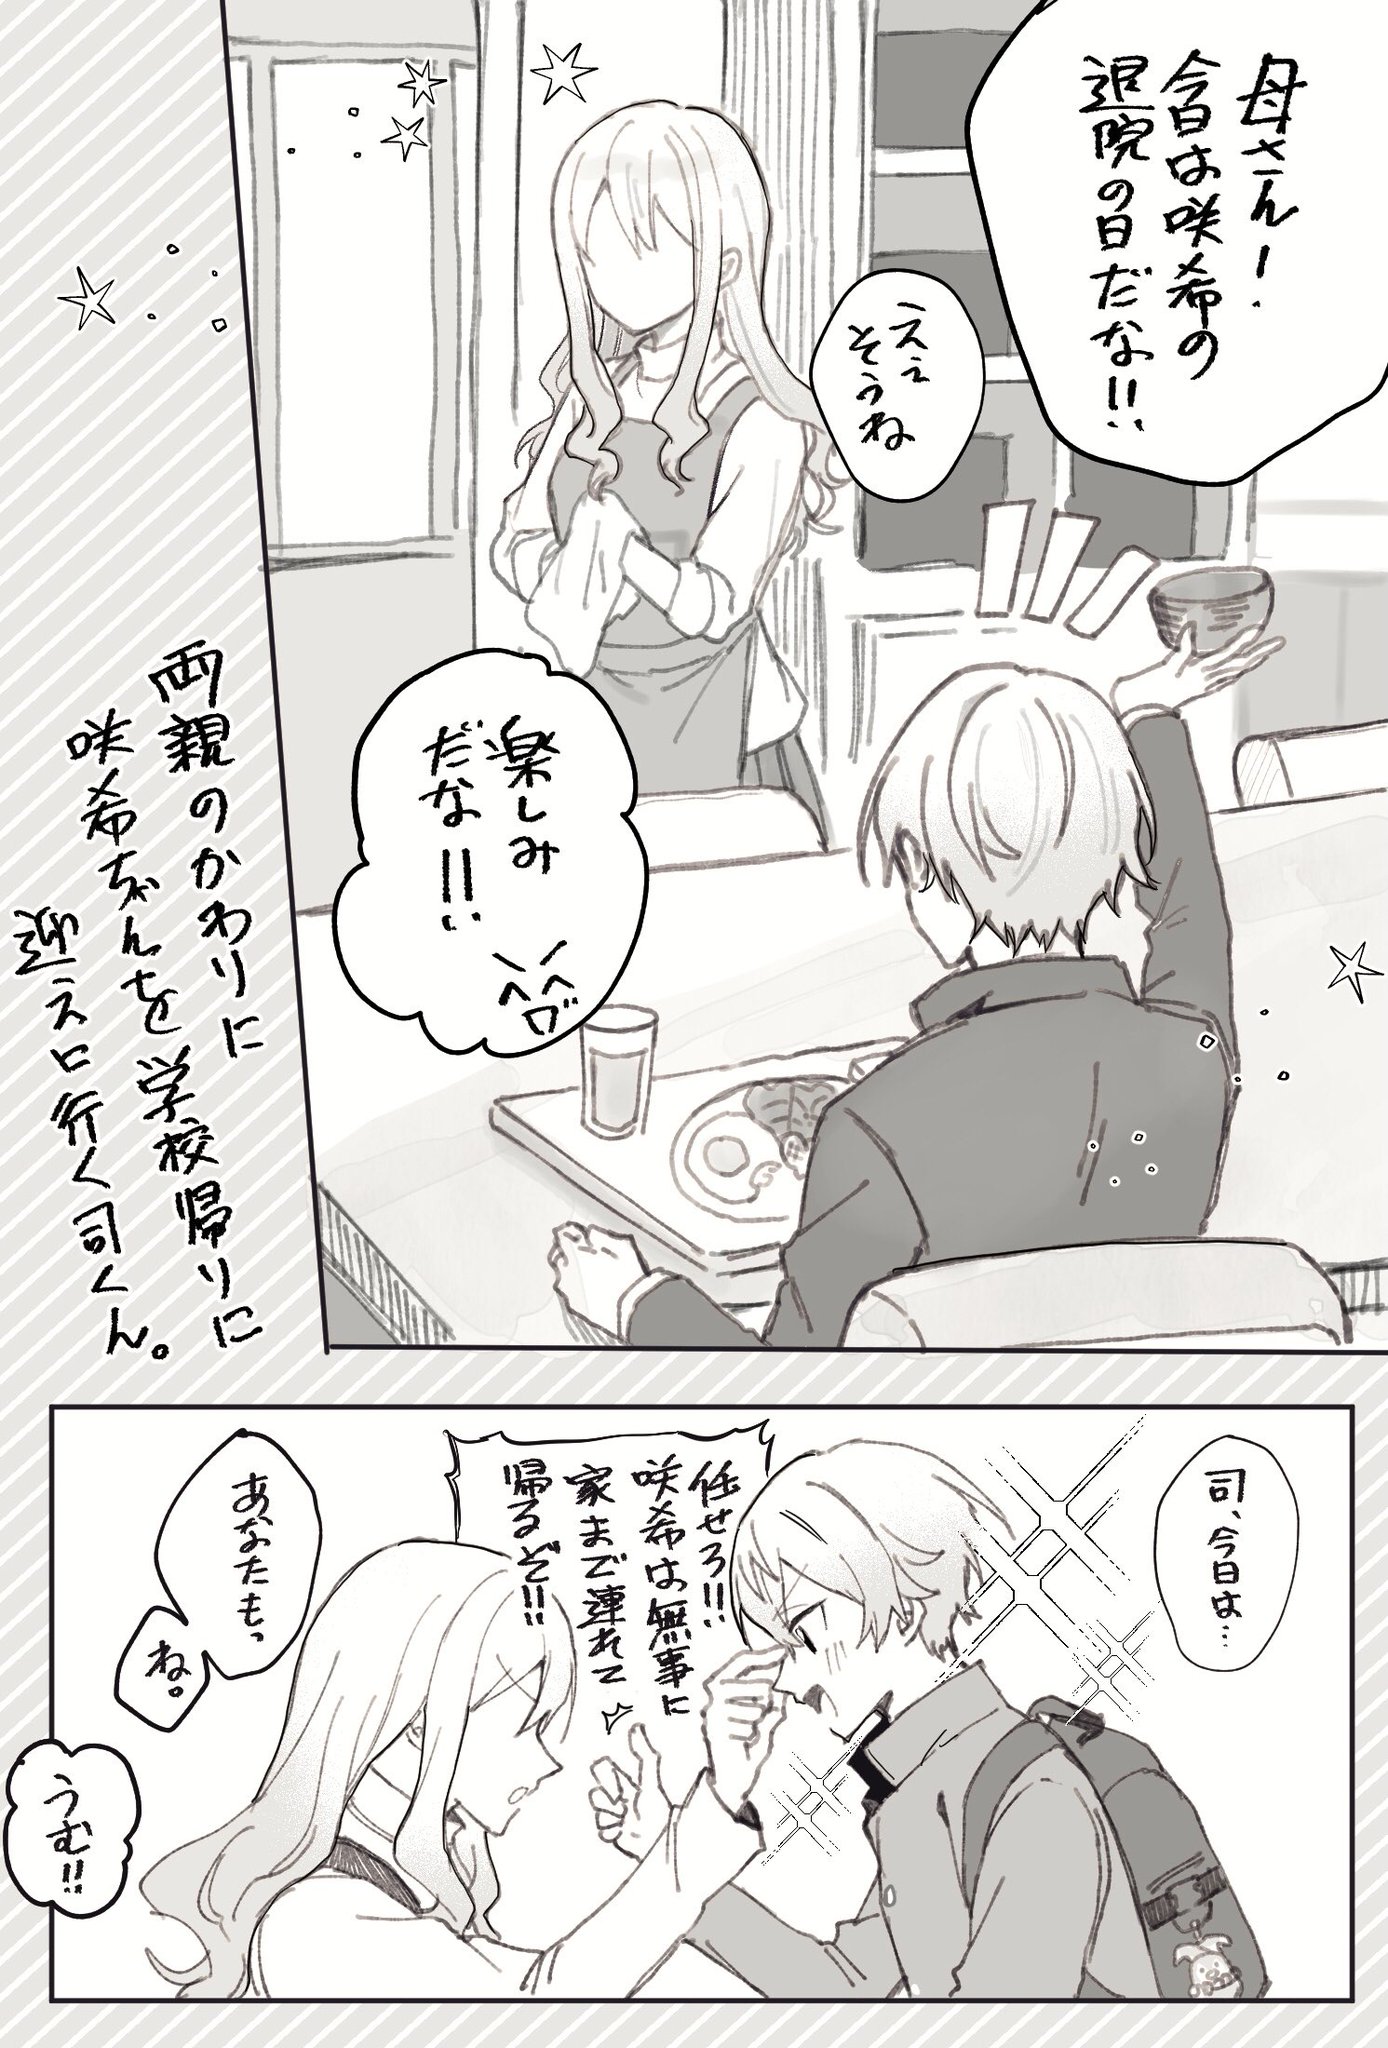 母さん!
今日は咲希の
退院の日だな!!
ええ
そうね
楽しみ
だな!!
両親のかわりに
咲希ちゃんを学校帰りに
迎えに行く司くん。
司、今日は…
任せろ!!
咲希は無事に
家まで連れて
帰るぞ!!
あなたもっ
ね。
うむ!!